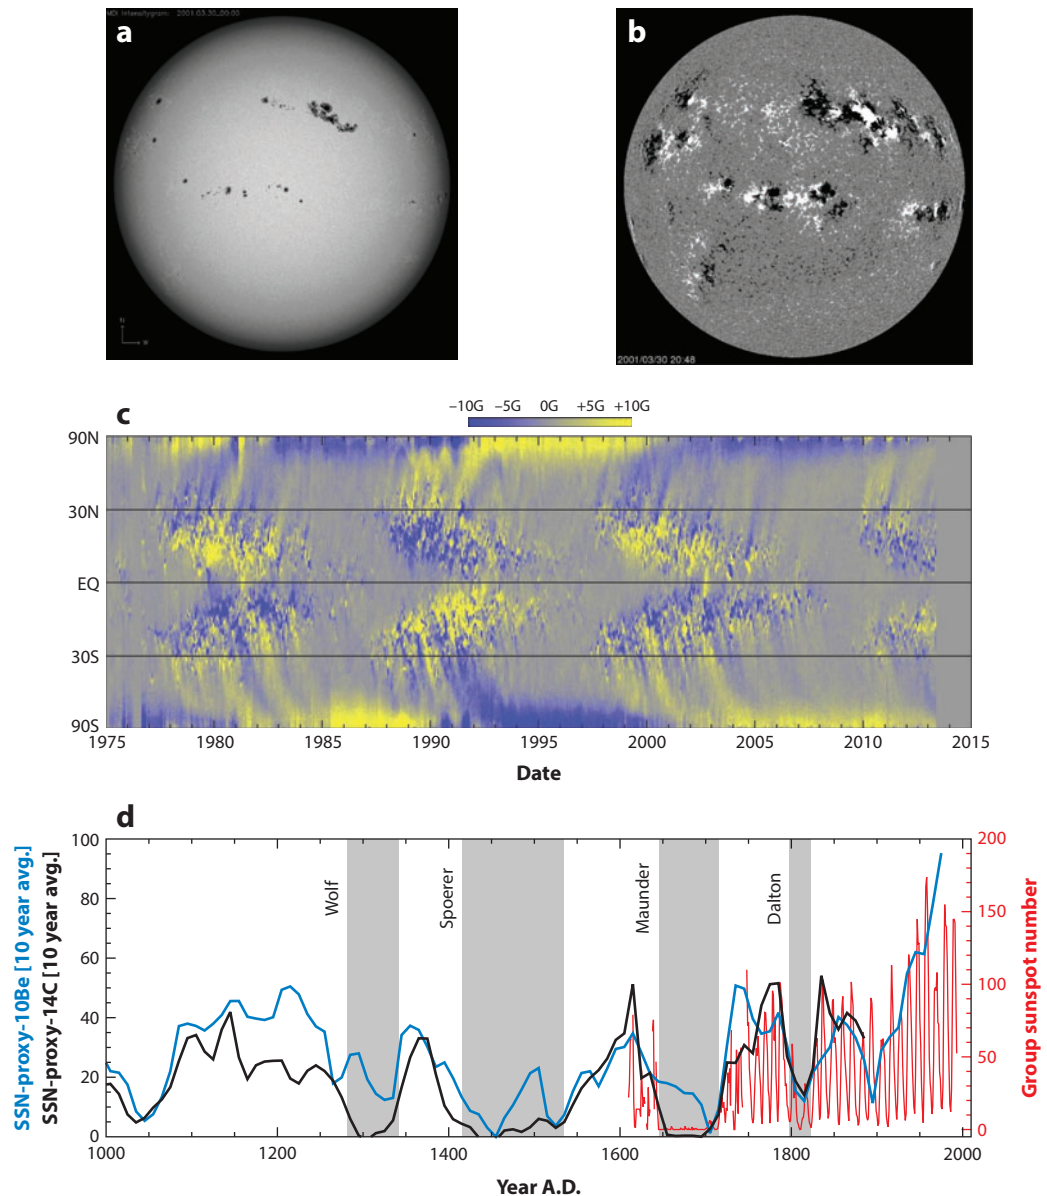 MDI Intensitygram: 2001.03.30_00:00
a
N
W
b
2001/03/30 20:48
c
−10G −5G 0G +5G +10G
90N
30N
EQ
30S
90S
1975 1980 1985 1990 1995 2000 2005 2010 2015
Date
d
SSN-proxy-10Be [10 year avg.]
SSN-proxy-14C [10 year avg.]
100
80
60
40
20
0
Wolf
Spoerer
Maunder
Dalton
200
150
100
50
0
Group sunspot number
1000 1200 1400 1600 1800 2000
Year A.D.